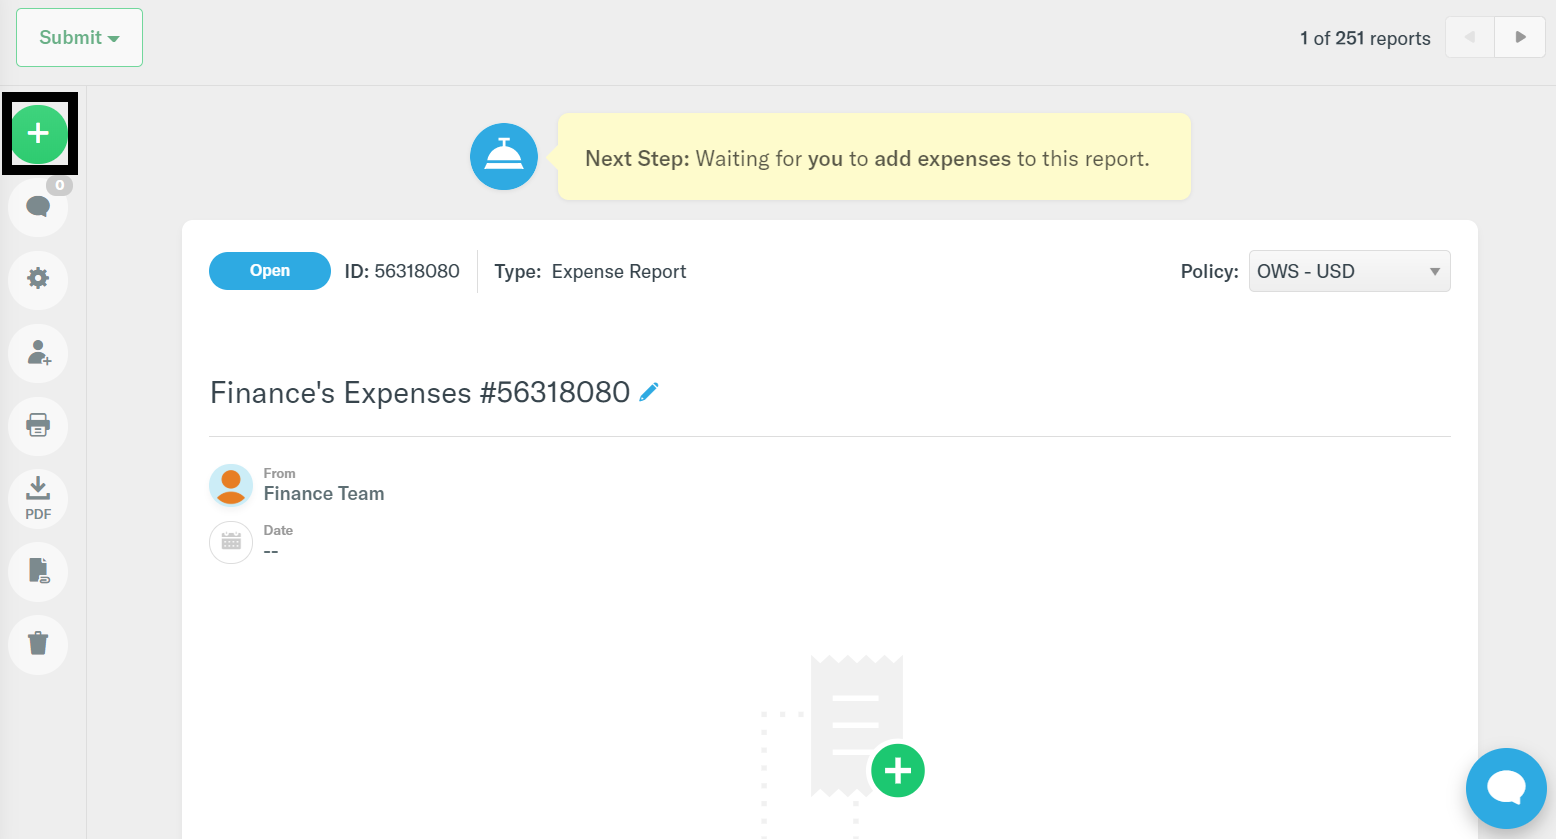 Submit
1 of 251 reports
0
Next Step: Waiting for you to add expenses to this report.
Open ID: 56318080 Type: Expense Report Policy: OWS - USD
Finance's Expenses #56318080
From
Finance Team
Date
--
PDF